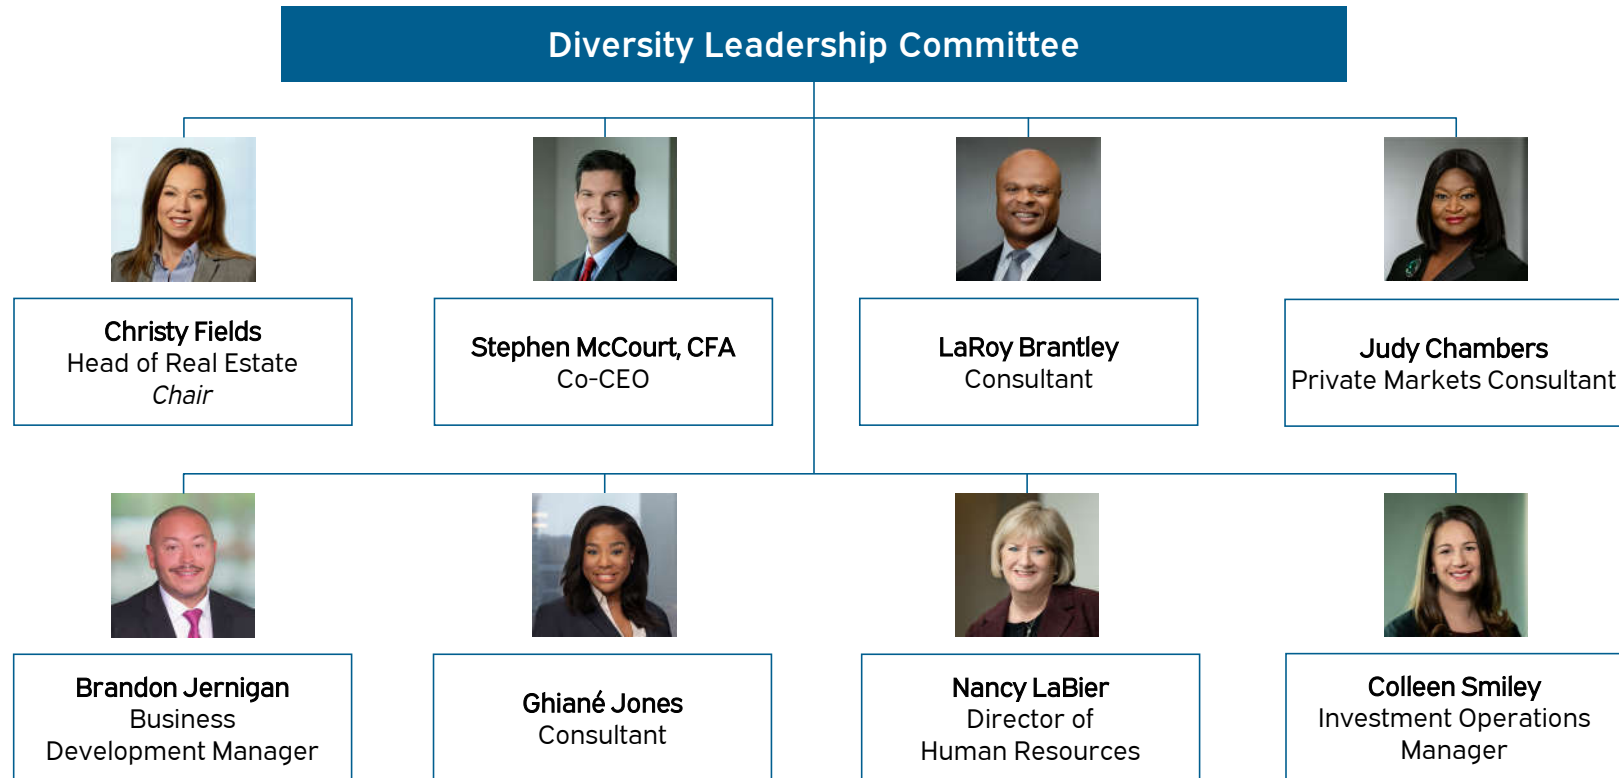 Diversity Leadership Committee
Christy Fields
Head of Real Estate
Chair
Stephen McCourt, CFA
Co-CEO
LaRoy Brantley
Consultant
Judy Chambers
Private Markets Consultant
Brandon Jernigan
Business
Development Manager
Ghiané Jones
Consultant
Nancy LaBier
Director of
Human Resources
Colleen Smiley
Investment Operations
Manager